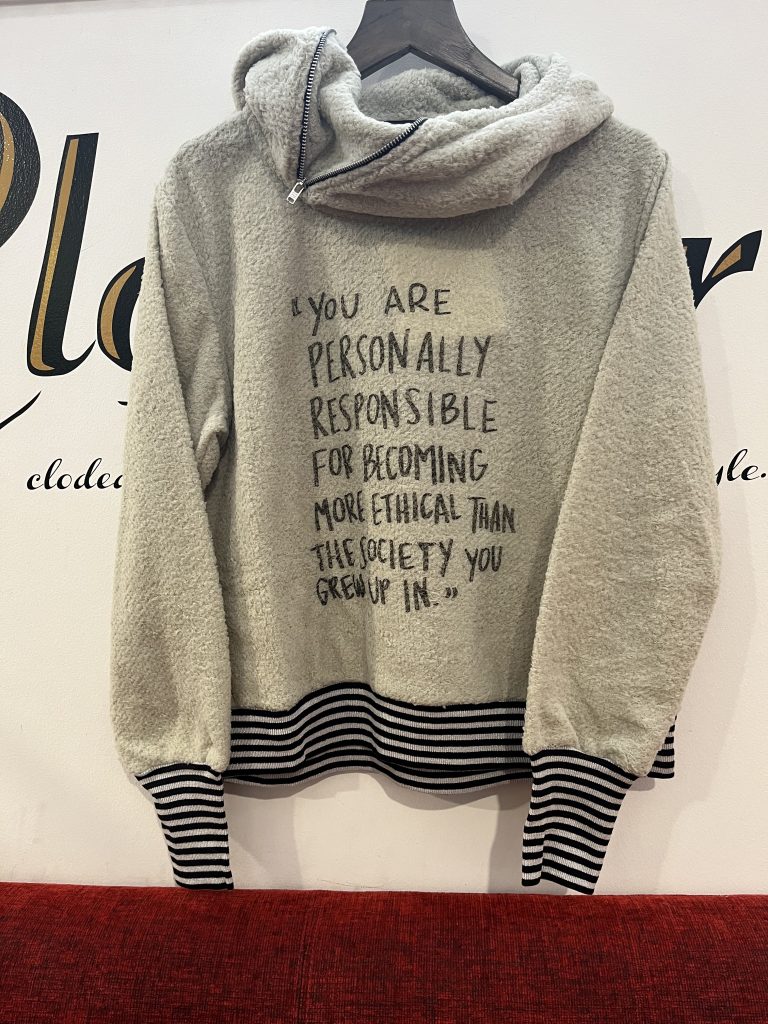 “YOU ARE
PERSONALLY
RESPONSIBLE
FOR BECOMING
MORE ETHICAL THAN
THE SOCIETY YOU
GREW UP IN.”